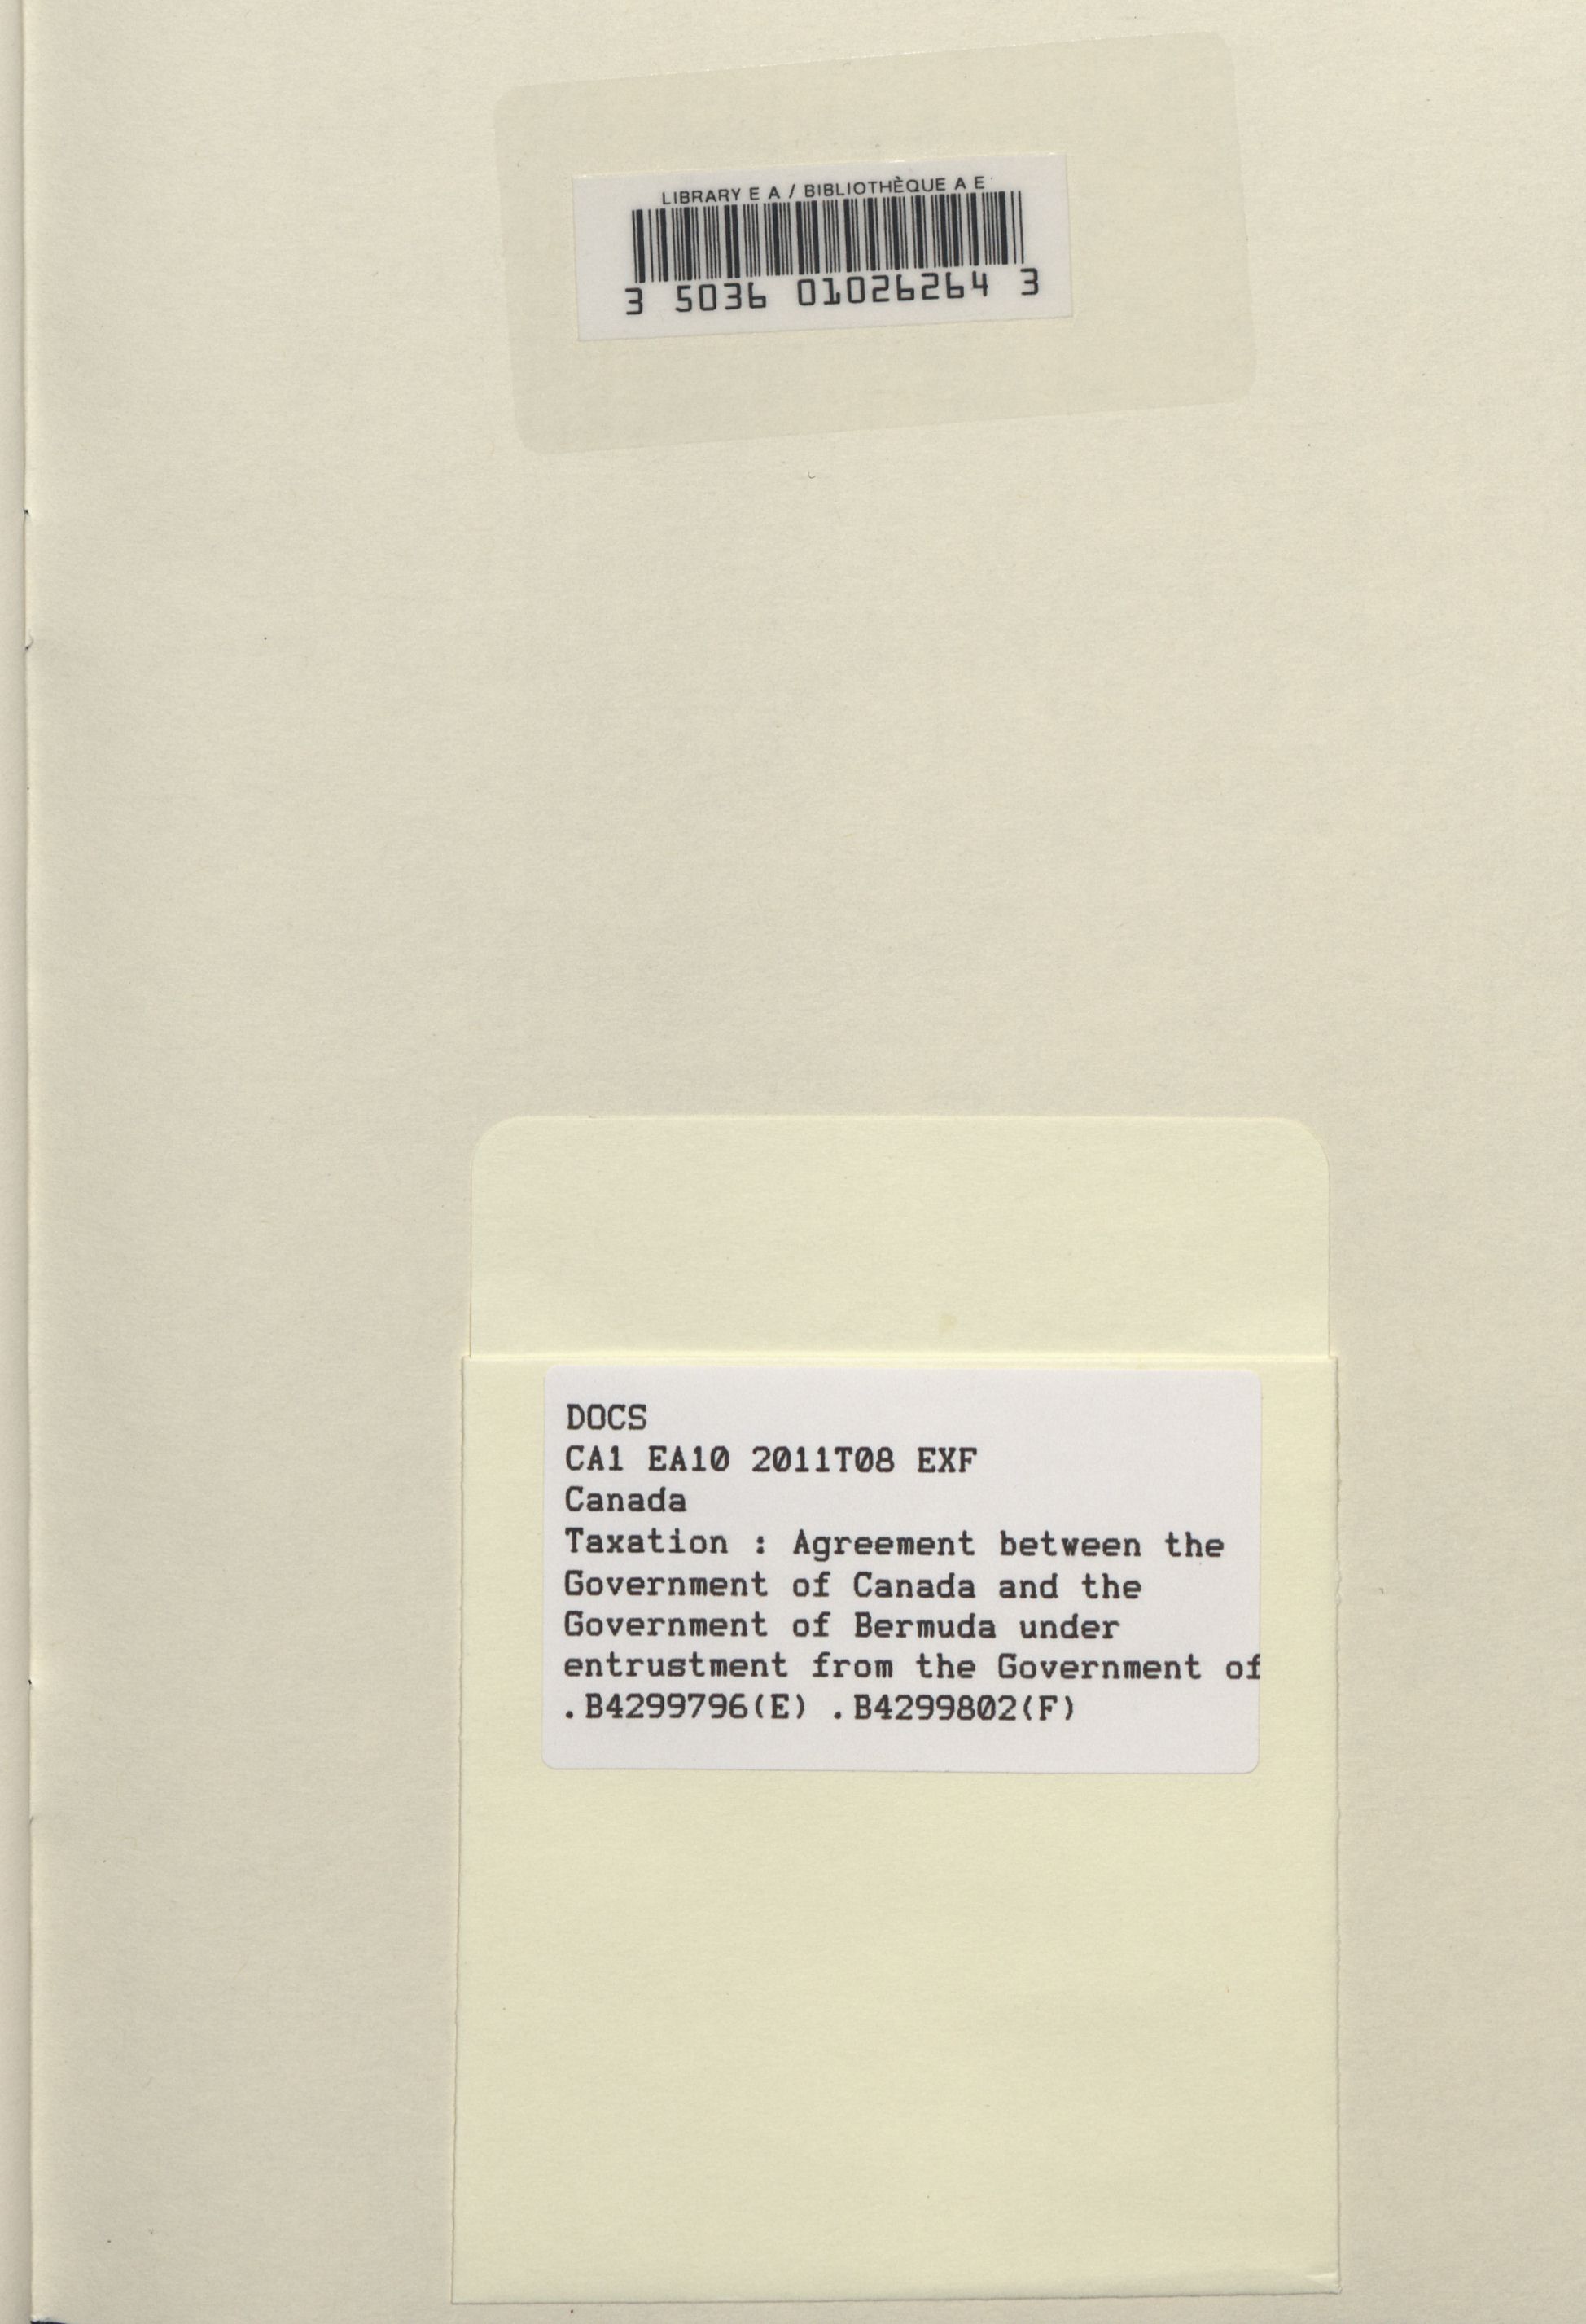 LIBRARY E A / BIBLIOTHÈQUE A E
3 5036 01026264 3
DOCS
CA1 EA10 2011T08 EXF
Canada
Taxation : Agreement between the
Government of Canada and the
Government of Bermuda under
entrustment from the Government of
.B4299796(E) .B4299802(F)